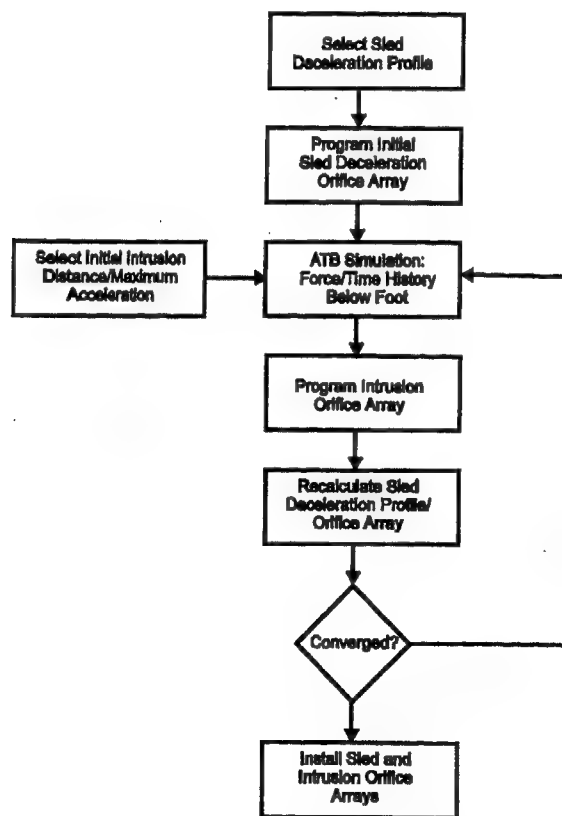 Select Sled
Deceleration Profile
Program Initial
Sled Deceleration
Orifice Array
Select Initial Intrusion
Distance/Maximum
Acceleration
ATB Simulation:
Force/Time History
Below Foot
Program Intrusion
Orifice Array
Recalculate Sled
Deceleration Profile/
Orifice Array
Converged?
Install Sled and
Intrusion Orifice
Arrays